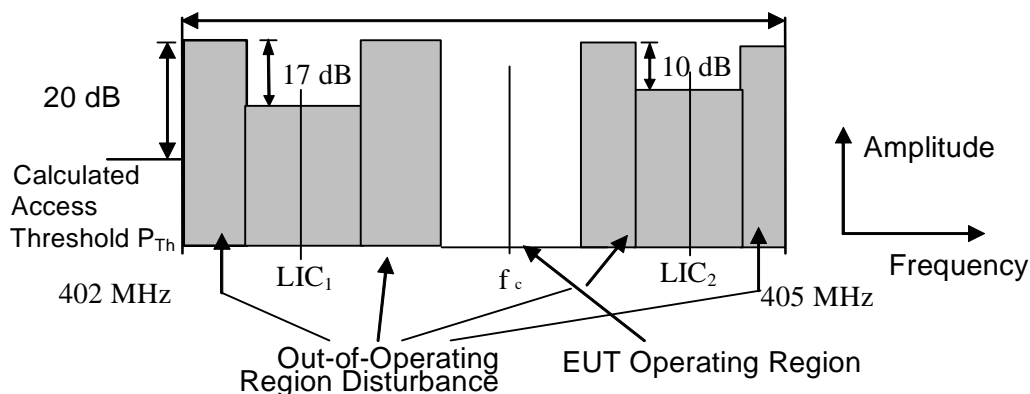 17 dB
10 dB
20 dB
Amplitude
Calculated
Access
Threshold P_Th
LIC₁
f c
LIC₂
Frequency
402 MHz
405 MHz
Out-of-Operating
Region Disturbance
EUT Operating Region